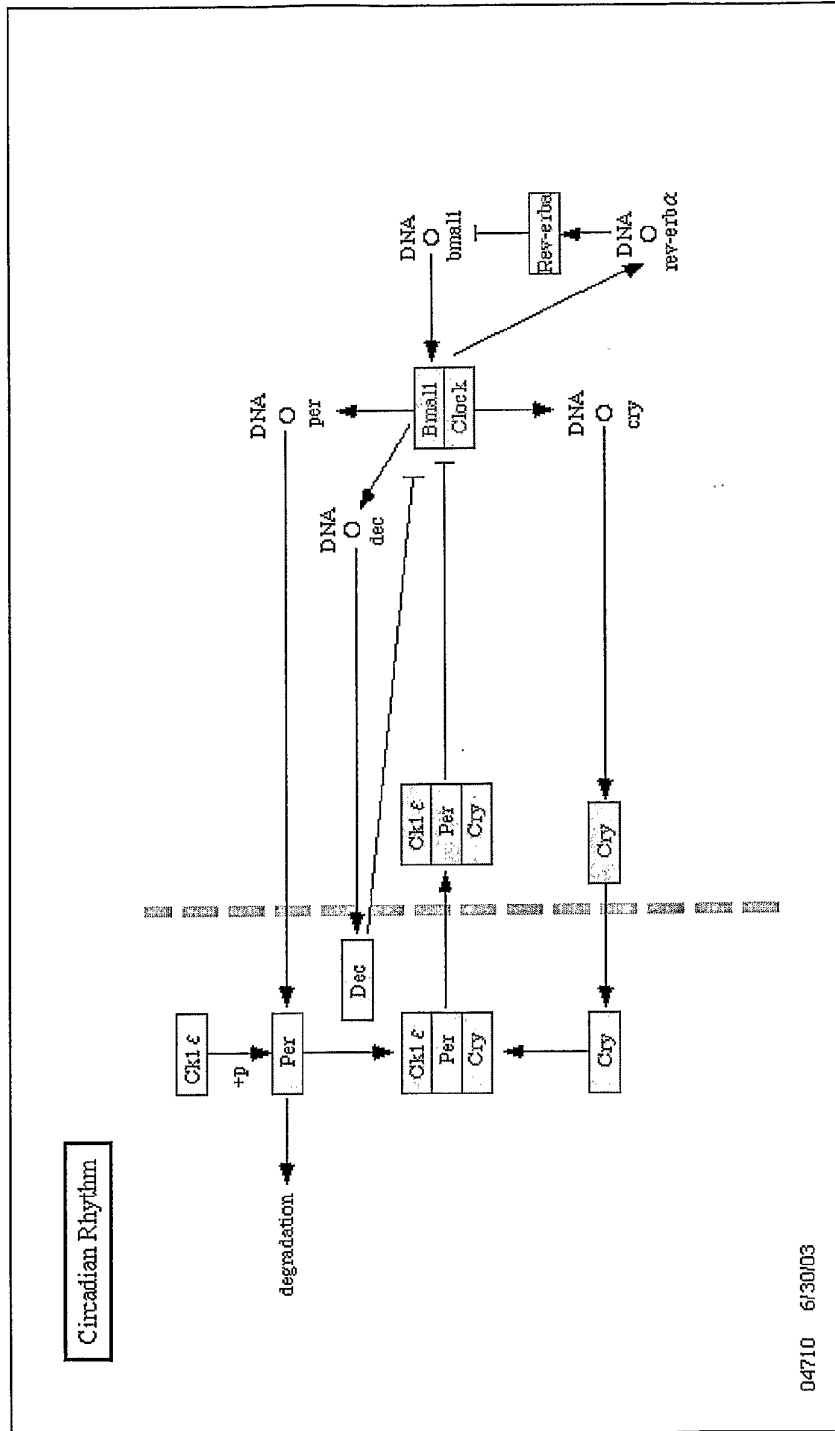 Circadian Rhythm
Ck1 ε
+p
Per
degradation
Dec
Ck1 ε
Per
Cry
Cry
Ck1 ε
Per
Cry
Cry
DNA
per
DNA
dec
Bmal1
Clock
DNA
cry
DNA
bmal1
Rev-erba
DNA
rev-erbα
04710 6/30/03